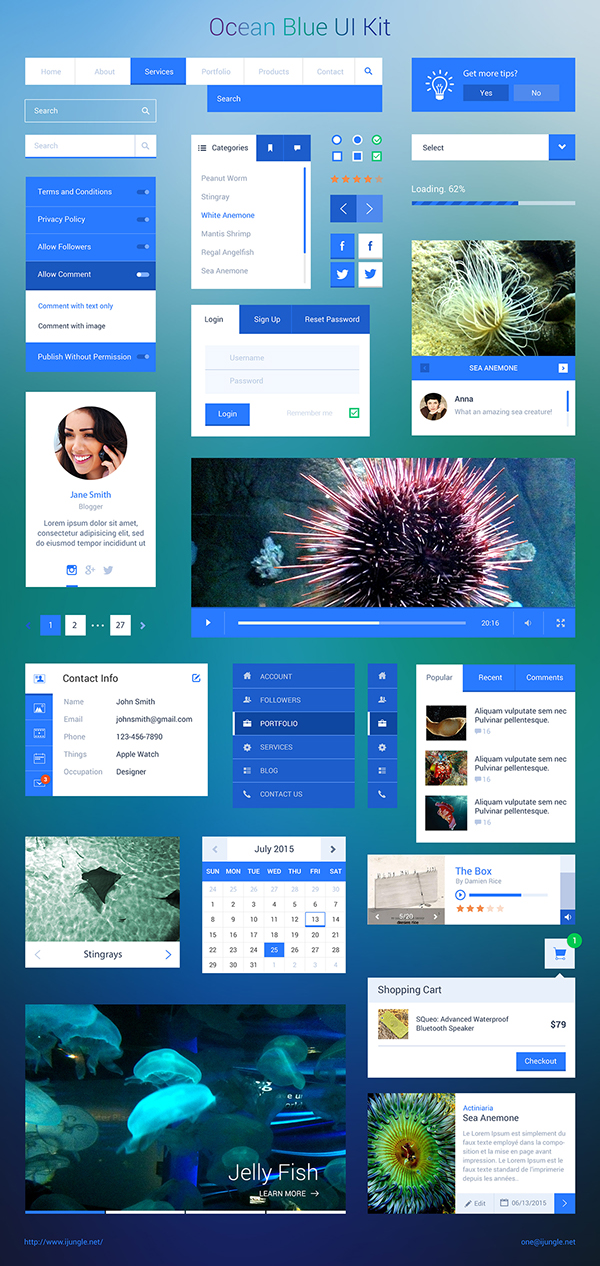 Ocean Blue UI Kit
Home About Services Portfolio Products Contact
Search
Get more tips?
Yes No
Search
Search
Categories
Peanut Worm
Stingray
White Anemone
Mantis Shrimp
Regal Angelfish
Sea Anemone
Select
Loading. 62%
Terms and Conditions
Privacy Policy
Allow Followers
Allow Comment
Comment with text only
Comment with image
Publish Without Permission
f f
Login Sign Up Reset Password
Username
Password
Login Remember me
SEA ANEMONE
Anna
What an amazing sea creature!
Jane Smith
Blogger
Lorem ipsum dolor sit amet,
consectetur adipisicing elit, sed
do eiusmod tempor incididunt ut
g+
1 2 ••• 27
20:16
Contact Info
Name John Smith
Email johnsmith@gmail.com
Phone 123-456-7890
Things Apple Watch
Occupation Designer
3
ACCOUNT
FOLLOWERS
PORTFOLIO
SERVICES
BLOG
CONTACT US
Popular Recent Comments
Aliquam vulputate sem nec
Pulvinar pellentesque.
16
Aliquam vulputate sem nec
Pulvinar pellentesque.
16
Aliquam vulputate sem nec
Pulvinar pellentesque.
16
Stingrays
July 2015
SUN MON TUE WED THU FRI SAT
24 25 26 27 28 29 30
1 2 3 4 5 6 7
8 9 10 11 12 13 14
15 16 17 18 19 20 21
22 23 24 25 26 27 28
29 30 31 1 2 3 4
The Box
By Damien Rice
5/20
1
Shopping Cart
SQueo: Advanced Waterproof
Bluetooth Speaker
$79
Checkout
Jelly Fish
LEARN MORE
Actiniaria
Sea Anemone
Le Lorem Ipsum est simplement du
faux texte employé dans la compo-
sition et la mise en page avant
impression. Le Lorem Ipsum est le
faux texte standard de l'imprimerie
depuis les années.
Edit 06/13/2015
http://www.ijungle.net/
one@ijungle.net